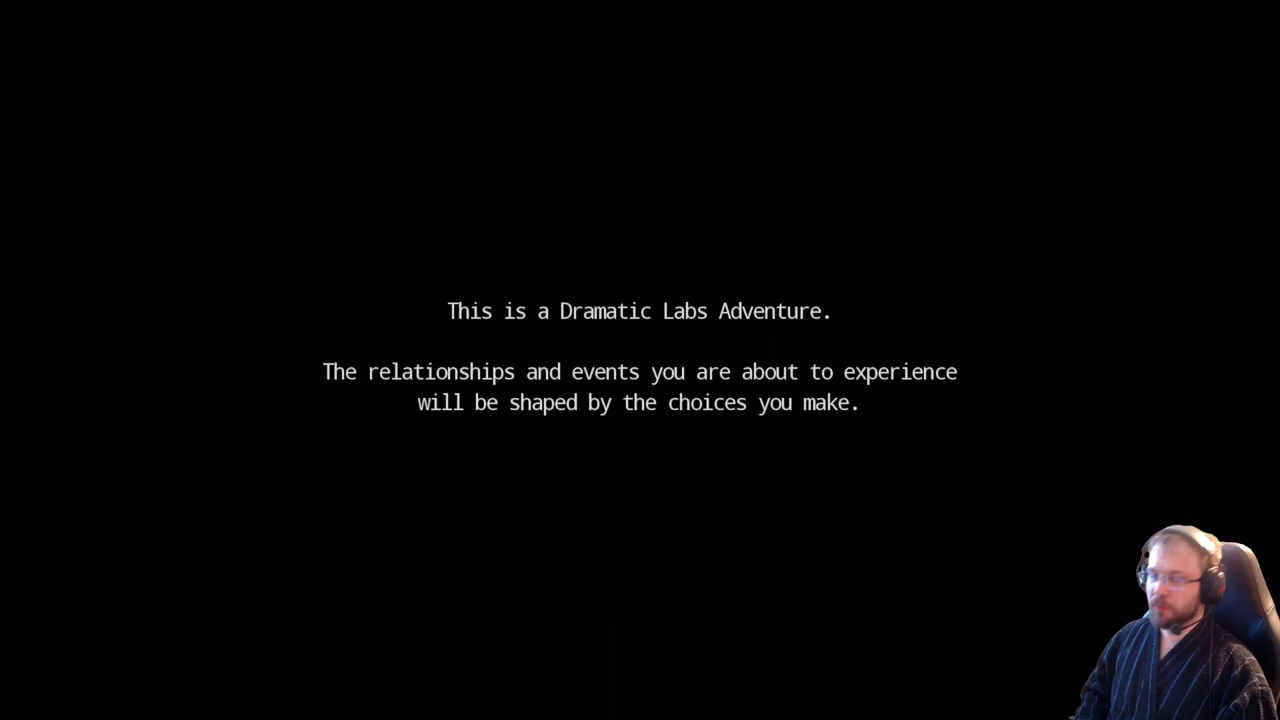 This is a Dramatic Labs Adventure.
The relationships and events you are about to experience
will be shaped by the choices you make.